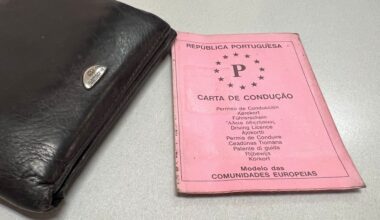 REPÚBLICA PORTUGUESA
P
CARTA DE CONDUÇÃO
Permiso de Conducción
Kørekort
Führerschein
Driving Licence
Ajokortti
Permis de Conduire
Ceadúnas Tiomána
Patente di guida
Rijbewijs
Körkort
Modelo das
COMUNIDADES EUROPEIAS